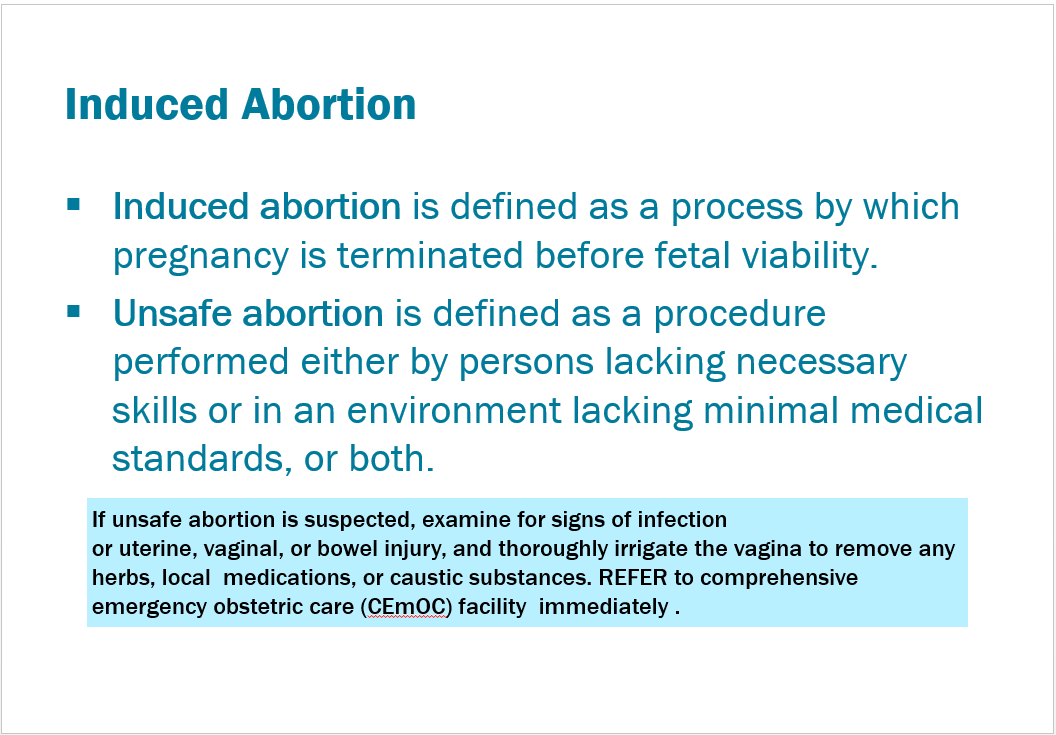 Induced Abortion
▪ Induced abortion is defined as a process by which
pregnancy is terminated before fetal viability.
▪ Unsafe abortion is defined as a procedure
performed either by persons lacking necessary
skills or in an environment lacking minimal medical
standards, or both.
If unsafe abortion is suspected, examine for signs of infection
or uterine, vaginal, or bowel injury, and thoroughly irrigate the vagina to remove any
herbs, local  medications, or caustic substances. REFER to comprehensive
emergency obstetric care (CEmOC) facility  immediately .